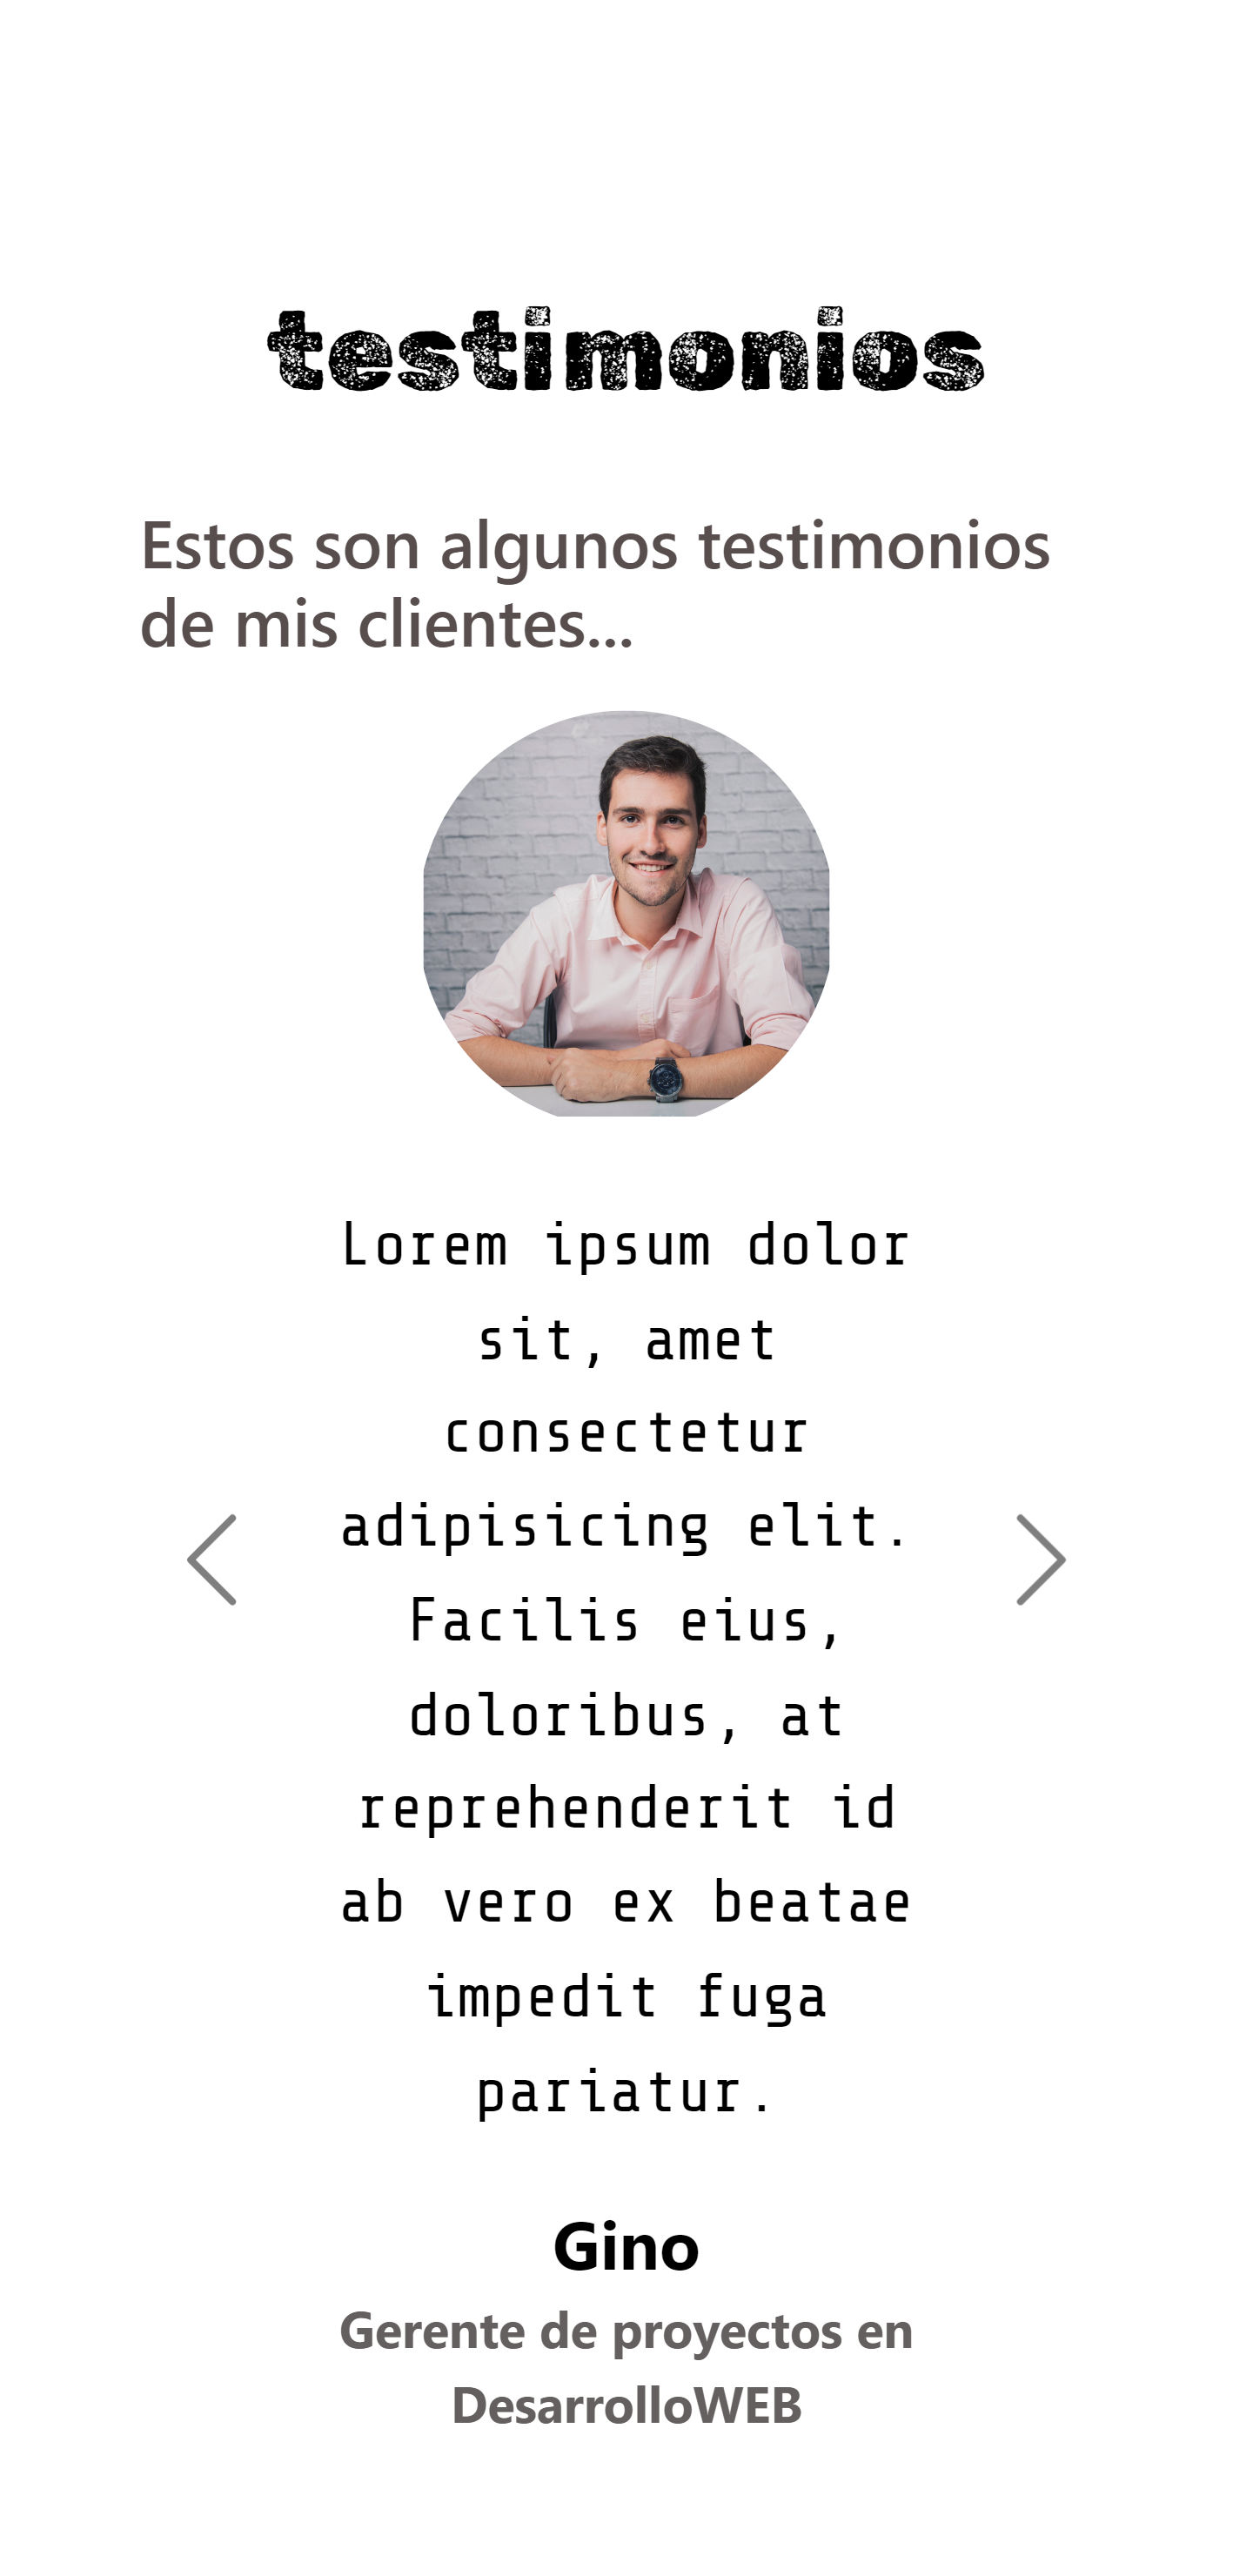 testimonios
Estos son algunos testimonios
de mis clientes...
Lorem ipsum dolor
sit, amet
consectetur
adipisicing elit.
Facilis eius,
doloribus, at
reprehenderit id
ab vero ex beatae
impedit fuga
pariatur.
Gino
Gerente de proyectos en
DesarrolloWEB